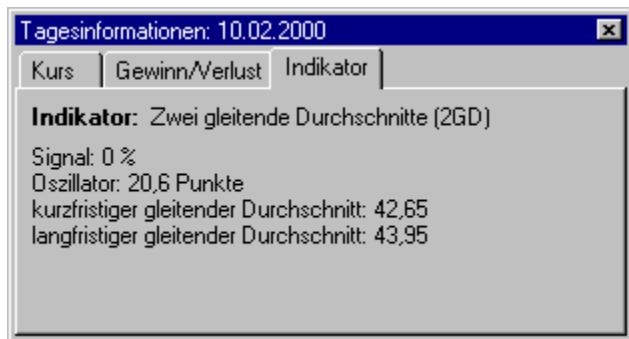 Tagesinformationen: 10.02.2000
Kurs Gewinn/Verlust Indikator
Indikator: Zwei gleitende Durchschnitte (2GD)
Signal: 0 %
Oszillator: 20,6 Punkte
kurzfristiger gleitender Durchschnitt: 42,65
langfristiger gleitender Durchschnitt: 43,95